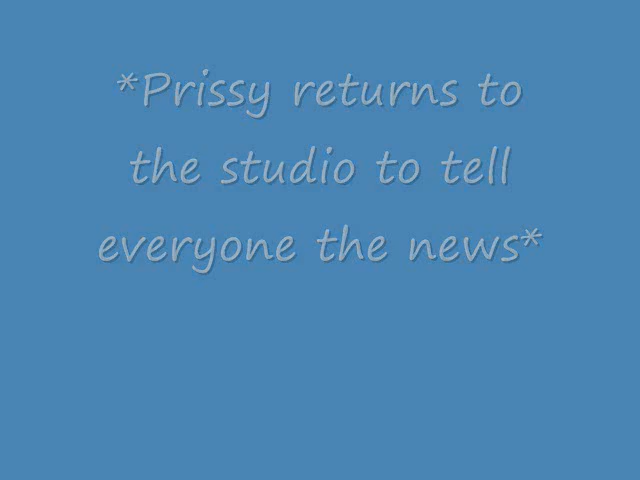 *Prissy returns to
the studio to tell
everyone the news*